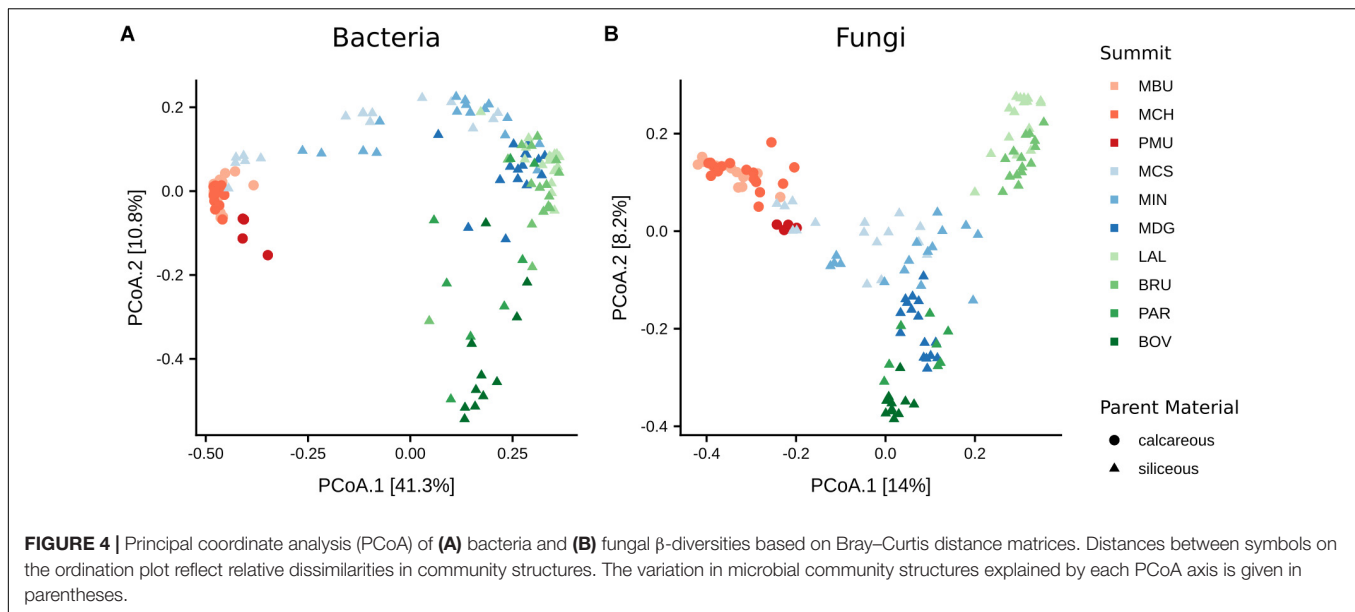 A
Bacteria
0.2
0.0
-0.2
-0.4
PCoA.2 [10.8%]
-0.50
-0.25
0.00
0.25
PCoA.1 [41.3%]
B
Fungi
0.2
0.0
-0.2
-0.4
PCoA.2 [8.2%]
-0.4
-0.2
0.0
0.2
PCoA.1 [14%]
Summit
MBU
MCH
PMU
MCS
MIN
MDG
LAL
BRU
PAR
BOV
Parent Material
calcareous
siliceous
FIGURE 4 | Principal coordinate analysis (PCoA) of (A) bacteria and (B) fungal β-diversities based on Bray–Curtis distance matrices. Distances between symbols on
the ordination plot reflect relative dissimilarities in community structures. The variation in microbial community structures explained by each PCoA axis is given in
parentheses.